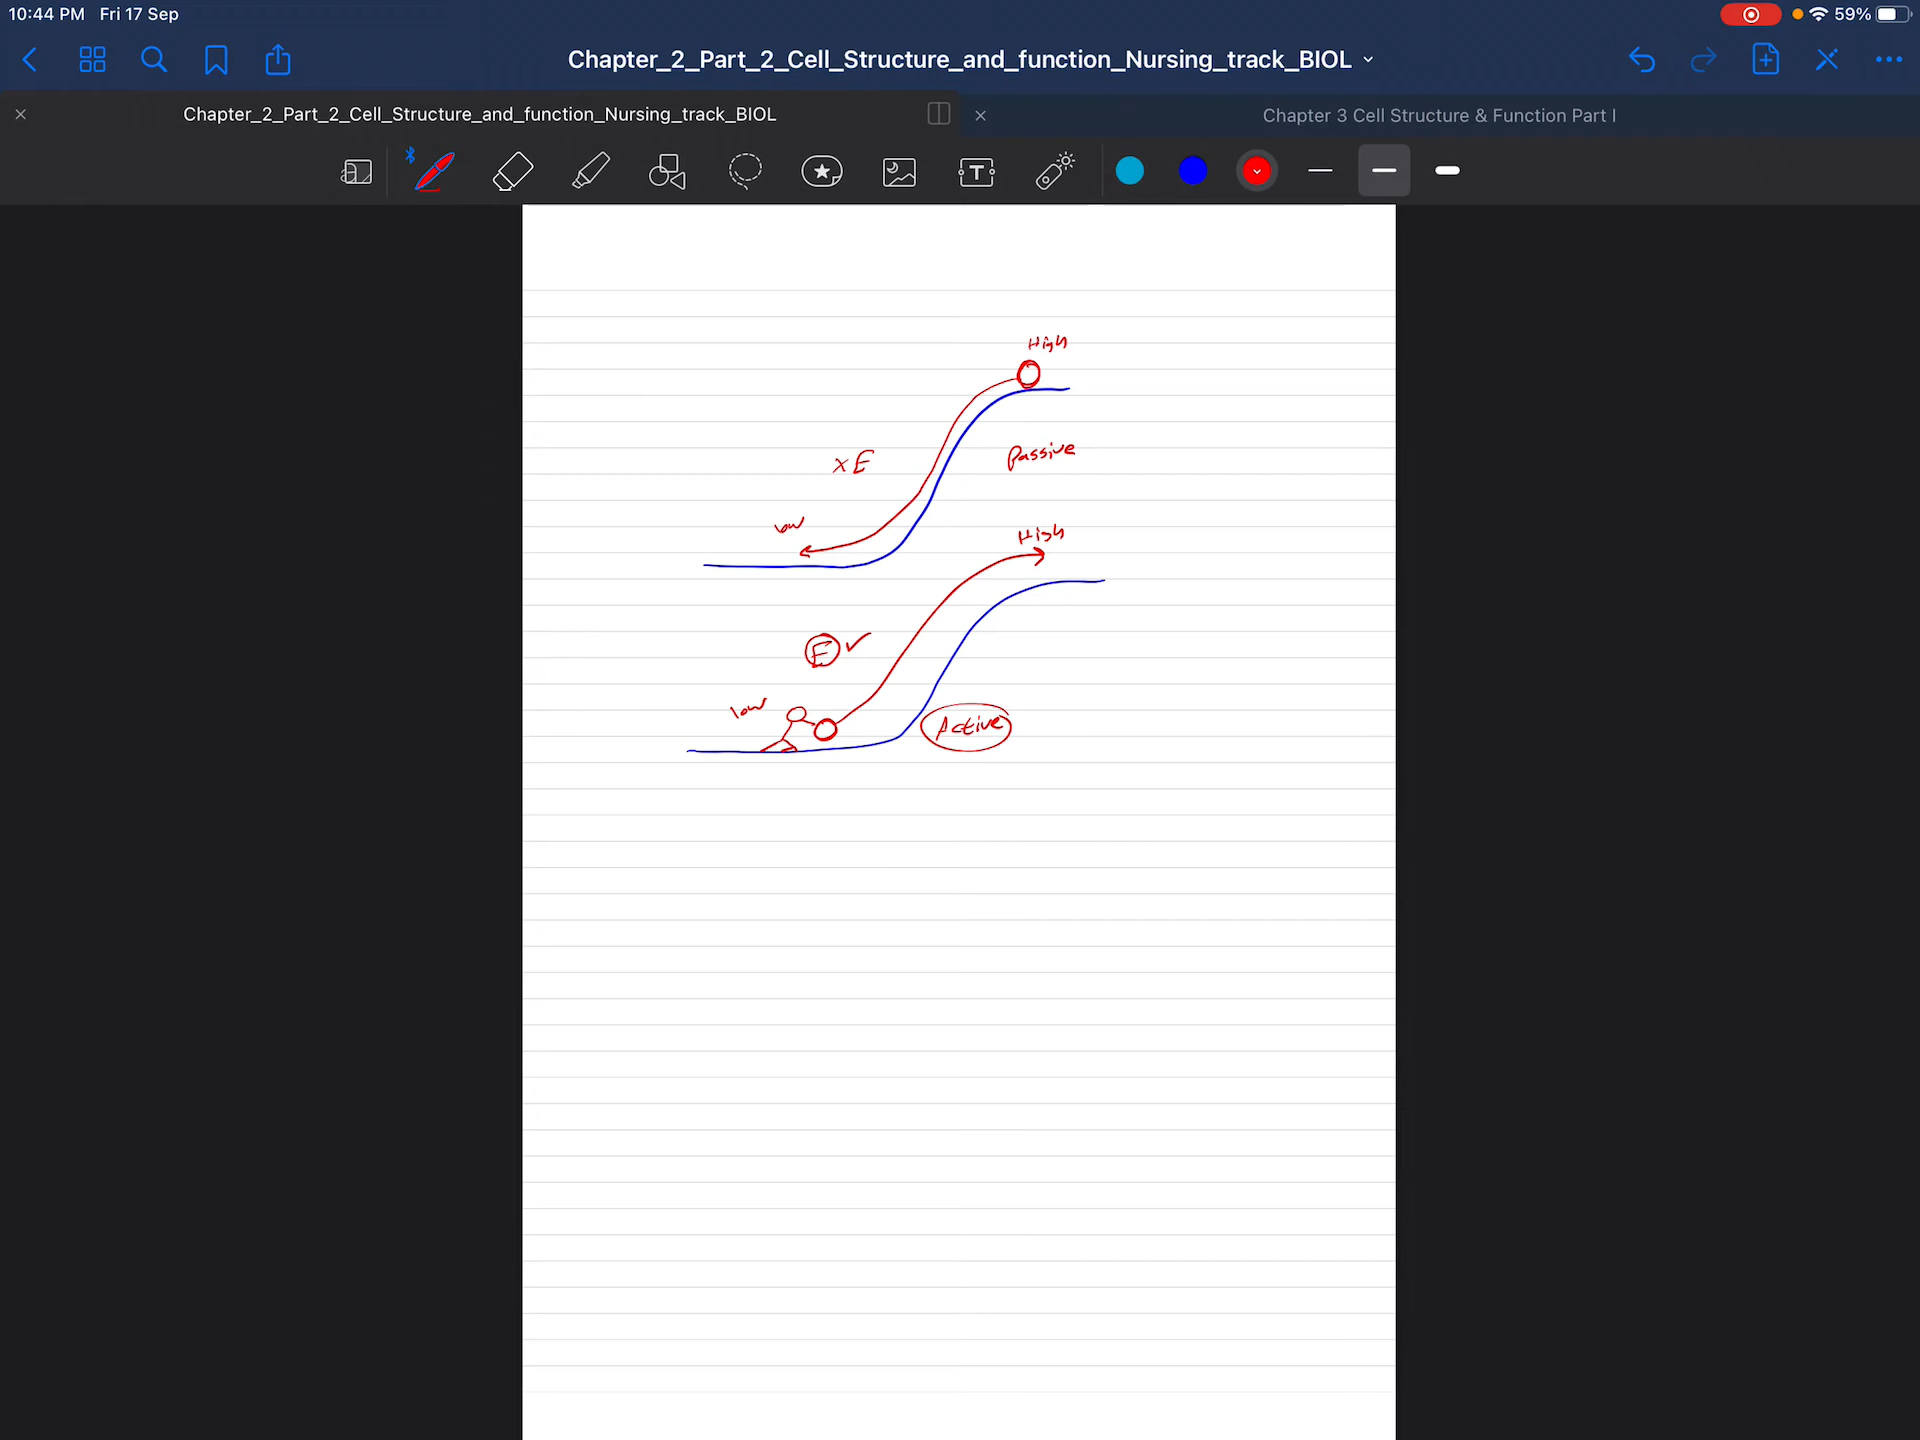 10:44 PM Fri 17 Sep 59%
Chapter_2_Part_2_Cell_Structure_and_function_Nursing_track_BIOL
Chapter_2_Part_2_Cell_Structure_and_function_Nursing_track_BIOL Chapter 3 Cell Structure & Function Part I
T
High
Passive
x E
low
High
E
low
Active